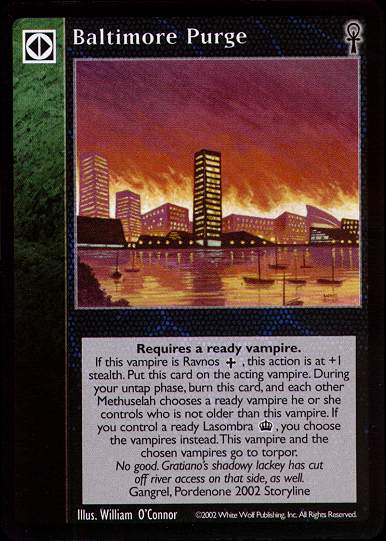 Baltimore Purge
Requires a ready vampire.
If this vampire is Ravnos , this action is at +1
stealth. Put this card on the acting vampire. During
your untap phase, burn this card, and each other
Methuselah chooses a ready vampire he or she
controls who is not older than this vampire. If
you control a ready Lasombra , you choose
the vampires instead. This vampire and the
chosen vampires go to torpor.
No good. Gratiano's shadowy lackey has cut
off river access on that side, as well.
Gangrel, Pordenone 2002 Storyline
Illus. William O'Connor
©2002 White Wolf Publishing, Inc. All Rights Reserved.